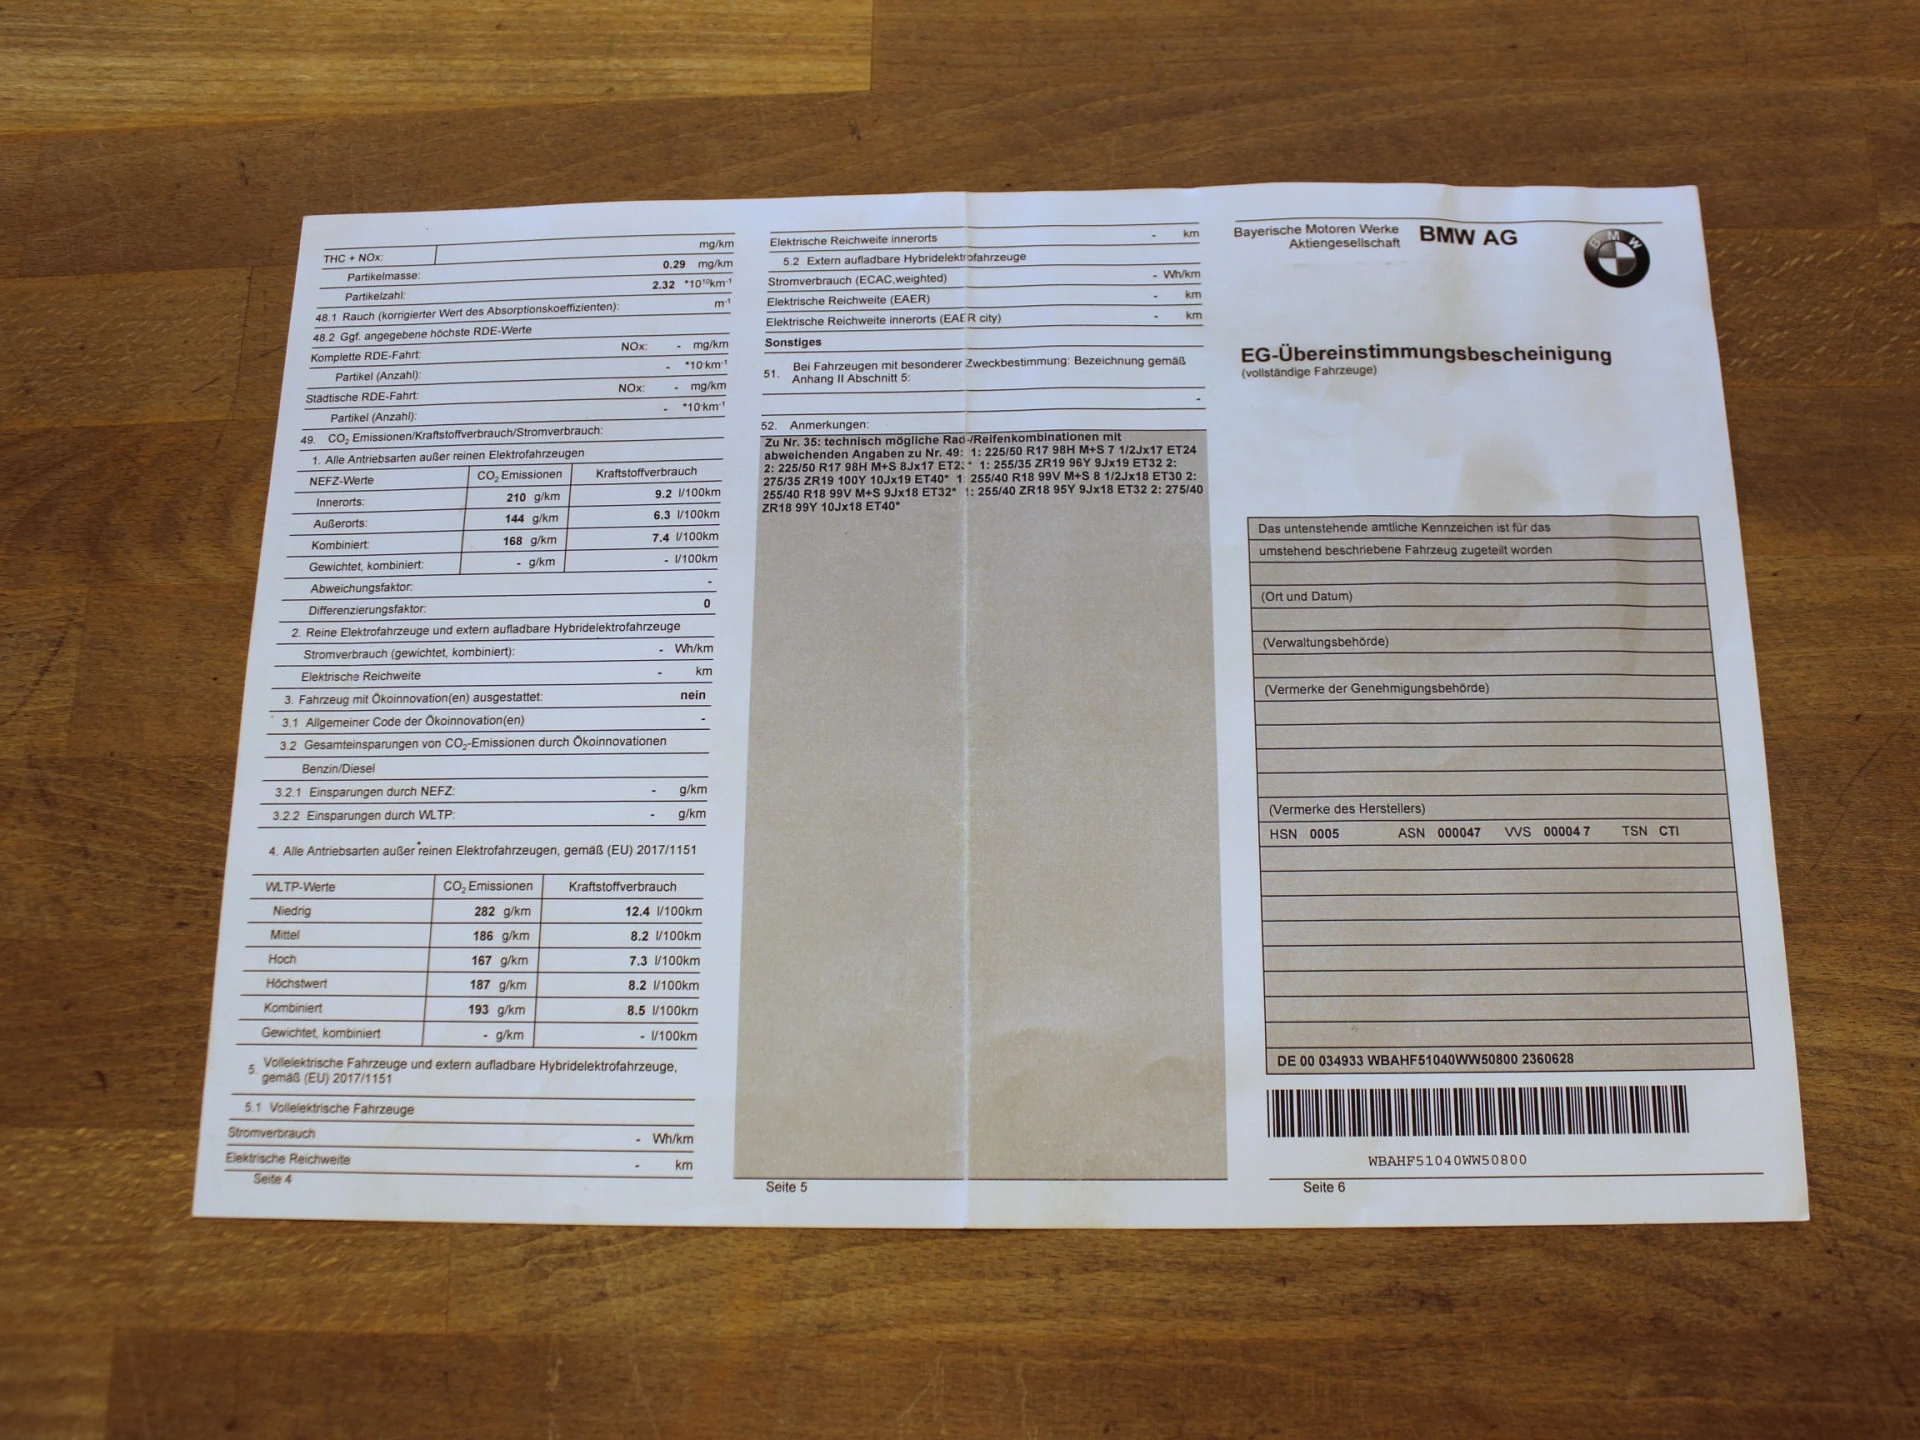 mg/km
THC + NOx:
Partikelmasse: 0.29 mg/km
Partikelzahl: 2.32 *10¹⁰km⁻¹
48.1 Rauch (korrigierter Wert des Absorptionskoeffizienten): m⁻¹
48.2 Ggf. angegebene höchste RDE-Werte
Komplette RDE-Fahrt: NOx: - mg/km
Partikel (Anzahl): - *10·km⁻¹
Städtische RDE-Fahrt: NOx: - mg/km
Partikel (Anzahl): - *10·km⁻¹
49. CO₂ Emissionen/Kraftstoffverbrauch/Stromverbrauch:
1. Alle Antriebsarten außer reinen Elektrofahrzeugen
NEFZ-Werte CO₂ Emissionen Kraftstoffverbrauch
Innerorts: 210 g/km 9.2 l/100km
Außerorts: 144 g/km 6.3 l/100km
Kombiniert: 168 g/km 7.4 l/100km
Gewichtet, kombiniert: - g/km - l/100km
Abweichungsfaktor: -
Differenzierungsfaktor: 0
2. Reine Elektrofahrzeuge und extern aufladbare Hybridelektrofahrzeuge
Stromverbrauch (gewichtet, kombiniert): - Wh/km
Elektrische Reichweite - km
3. Fahrzeug mit Ökoinnovation(en) ausgestattet: nein
3.1 Allgemeiner Code der Ökoinnovation(en) -
3.2 Gesamteinsparungen von CO₂-Emissionen durch Ökoinnovationen
Benzin/Diesel
3.2.1 Einsparungen durch NEFZ: - g/km
3.2.2 Einsparungen durch WLTP: - g/km
4. Alle Antriebsarten außer reinen Elektrofahrzeugen, gemäß (EU) 2017/1151
WLTP-Werte CO₂ Emissionen Kraftstoffverbrauch
Niedrig 282 g/km 12.4 l/100km
Mittel 186 g/km 8.2 l/100km
Hoch 167 g/km 7.3 l/100km
Höchstwert 187 g/km 8.2 l/100km
Kombiniert 193 g/km 8.5 l/100km
Gewichtet, kombiniert - g/km - l/100km
5. Vollelektrische Fahrzeuge und extern aufladbare Hybridelektrofahrzeuge,
gemäß (EU) 2017/1151
5.1 Vollelektrische Fahrzeuge
Stromverbrauch - Wh/km
Elektrische Reichweite - km
Seite 4
Elektrische Reichweite innerorts - km
5.2 Extern aufladbare Hybridelektrofahrzeuge
Stromverbrauch (ECAC,weighted) - Wh/km
Elektrische Reichweite (EAER) - km
Elektrische Reichweite innerorts (EAER city) - km
Sonstiges
51. Bei Fahrzeugen mit besonderer Zweckbestimmung: Bezeichnung gemäß
Anhang II Abschnitt 5:
-
52. Anmerkungen:
Zu Nr. 35: technisch mögliche Rad-/Reifenkombinationen mit
abweichenden Angaben zu Nr. 49: 1: 225/50 R17 98H M+S 7 1/2Jx17 ET24
2: 225/50 R17 98H M+S 8Jx17 * 1: 255/35 ZR19 96Y 9Jx19 ET32 2:
275/35 ZR19 100Y 10Jx19 ET40* 1: 255/40 R18 99V M+S 8 1/2Jx18 ET30 2:
255/40 R18 99V M+S 9Jx18 ET32* 1: 255/40 ZR18 95Y 9Jx18 ET32 2: 275/40
ZR18 99Y 10Jx18 ET40*
Seite 5
Bayerische Motoren Werke
Aktiengesellschaft
BMW AG
BMW
EG-Übereinstimmungsbescheinigung
(vollständige Fahrzeuge)
Das untenstehende amtliche Kennzeichen ist für das
umstehend beschriebene Fahrzeug zugeteilt worden
(Ort und Datum)
(Verwaltungsbehörde)
(Vermerke der Genehmigungsbehörde)
(Vermerke des Herstellers)
HSN 0005 ASN 000047 VVS 000047 TSN CTI
DE 00 034933 WBAHF51040WW50800 2360628
WBAHF51040WW50800
Seite 6